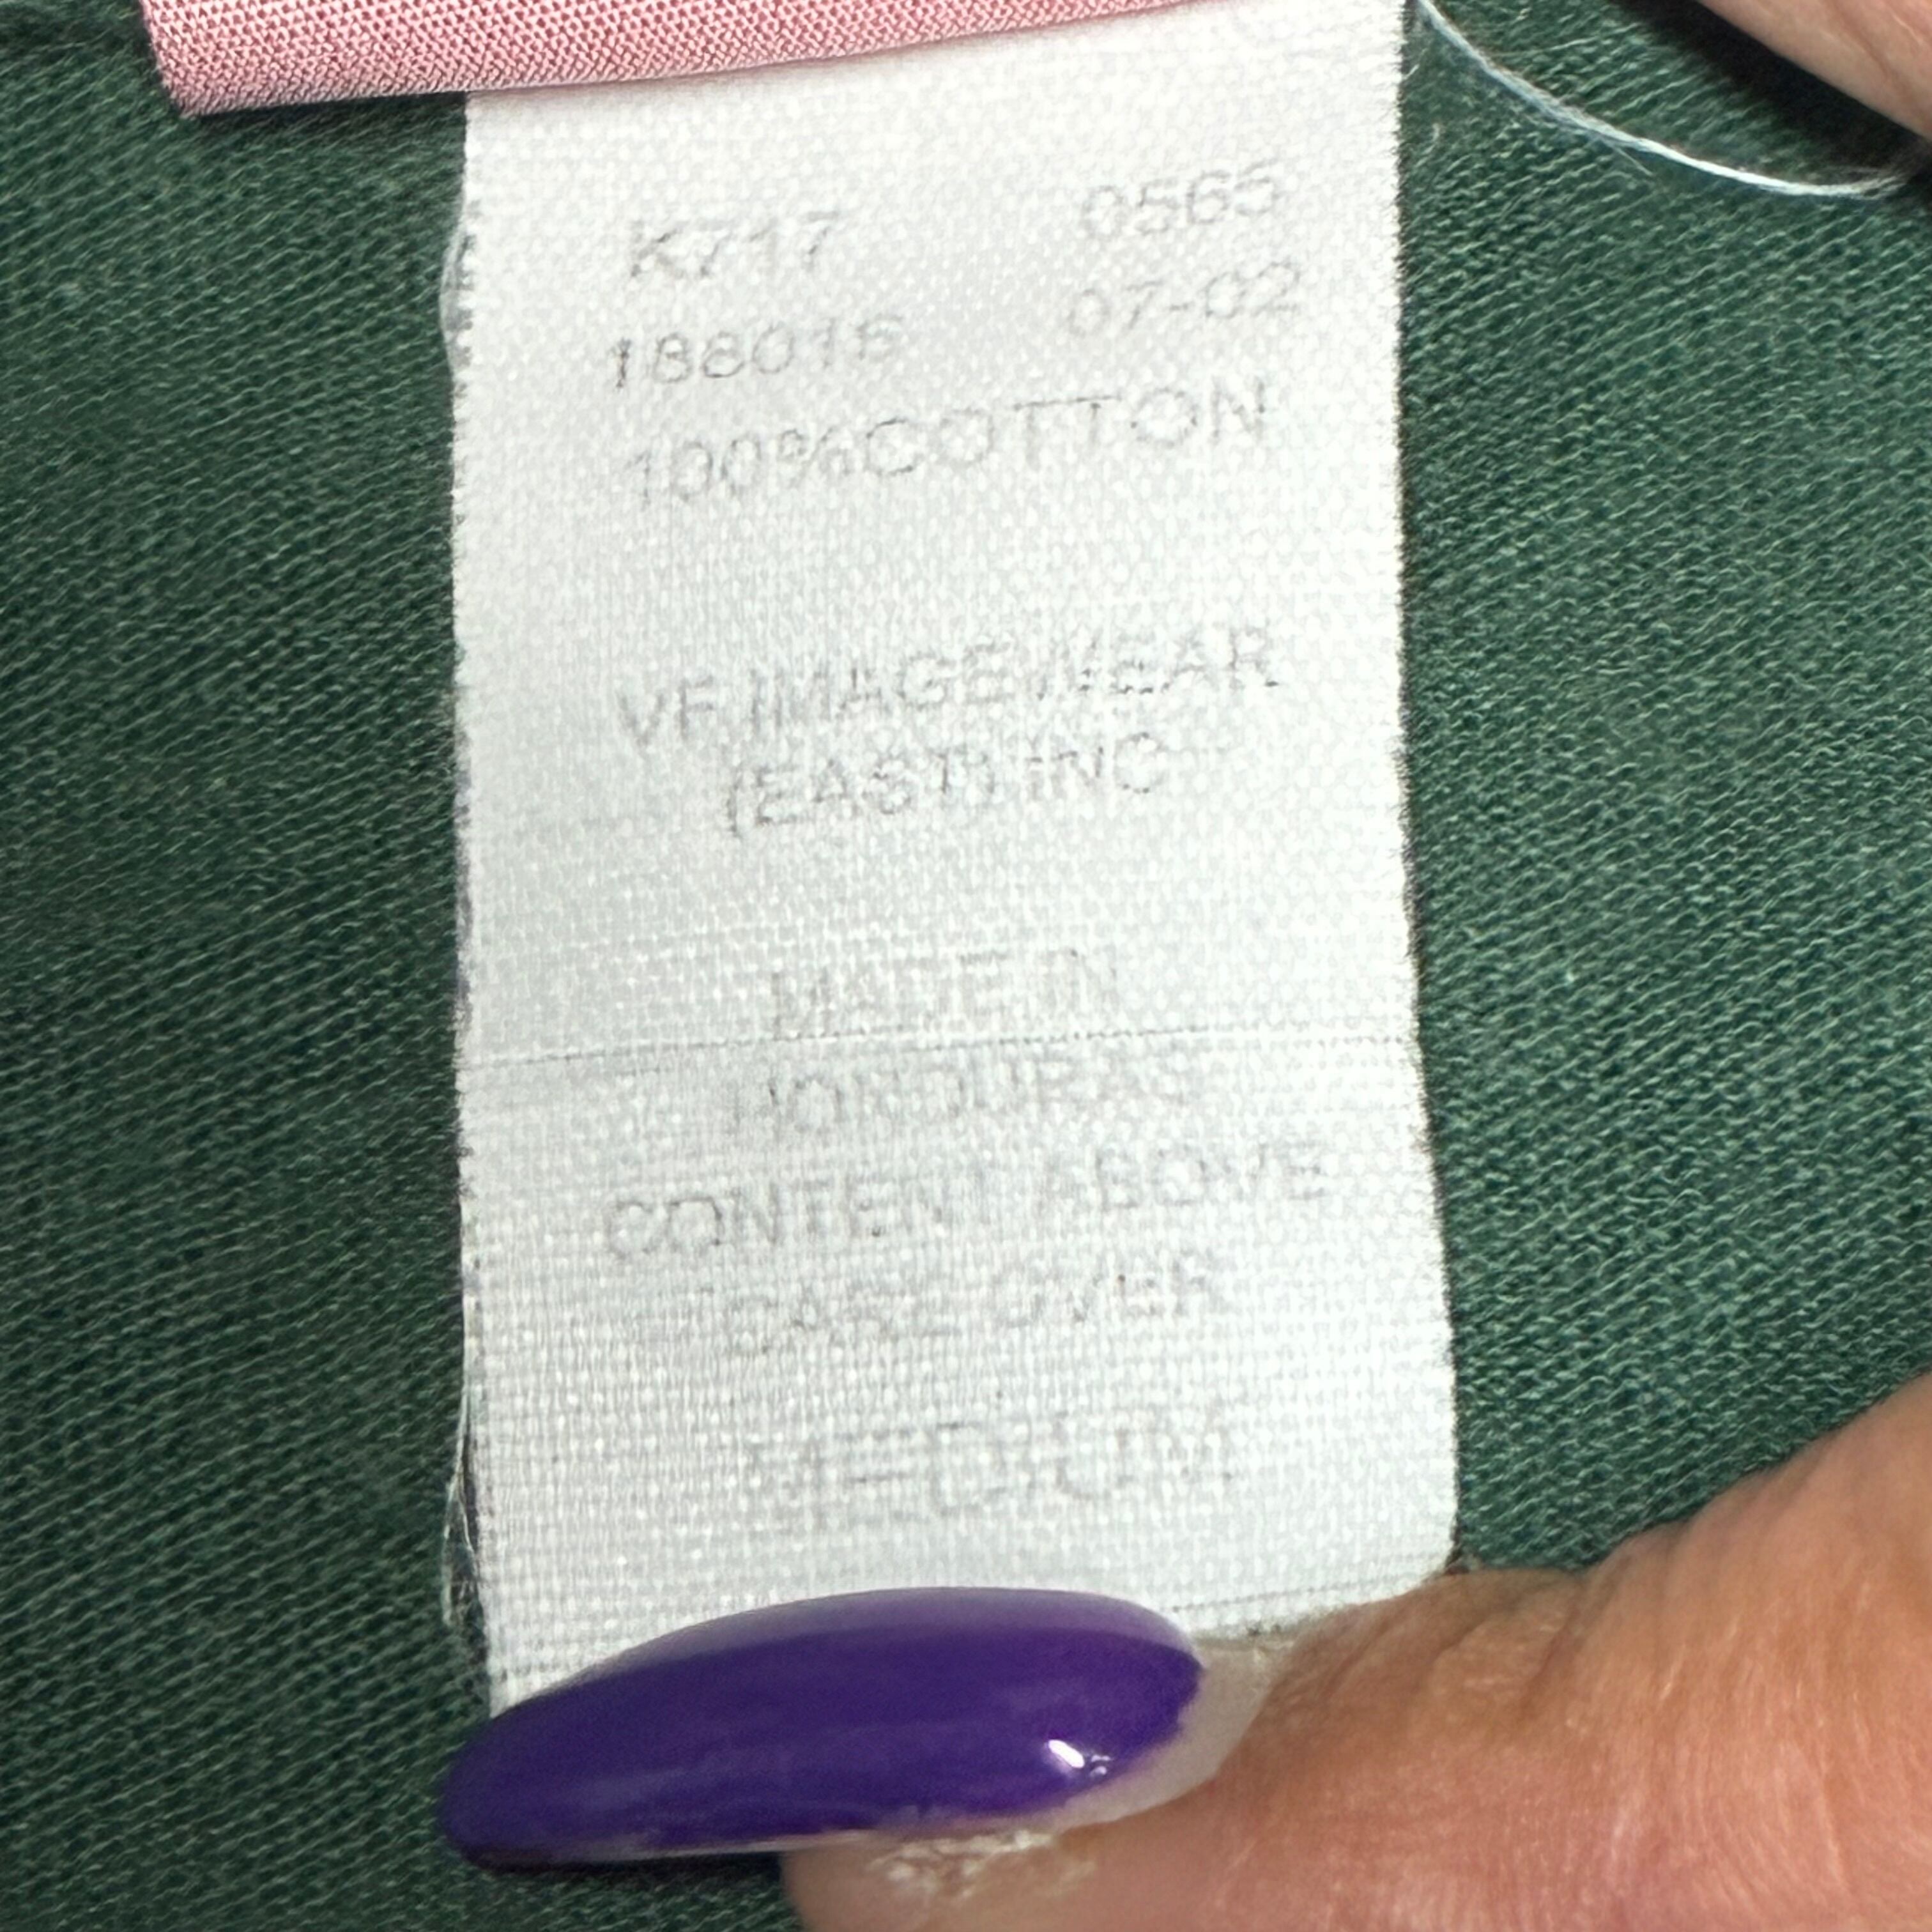 K717 0565
188016 07-02
100%COTTON
VF IMAGEWEAR
(EAST) INC
MADE IN
HONDURAS
CONTENT ABOVE
CARE OVER
MEDIUM